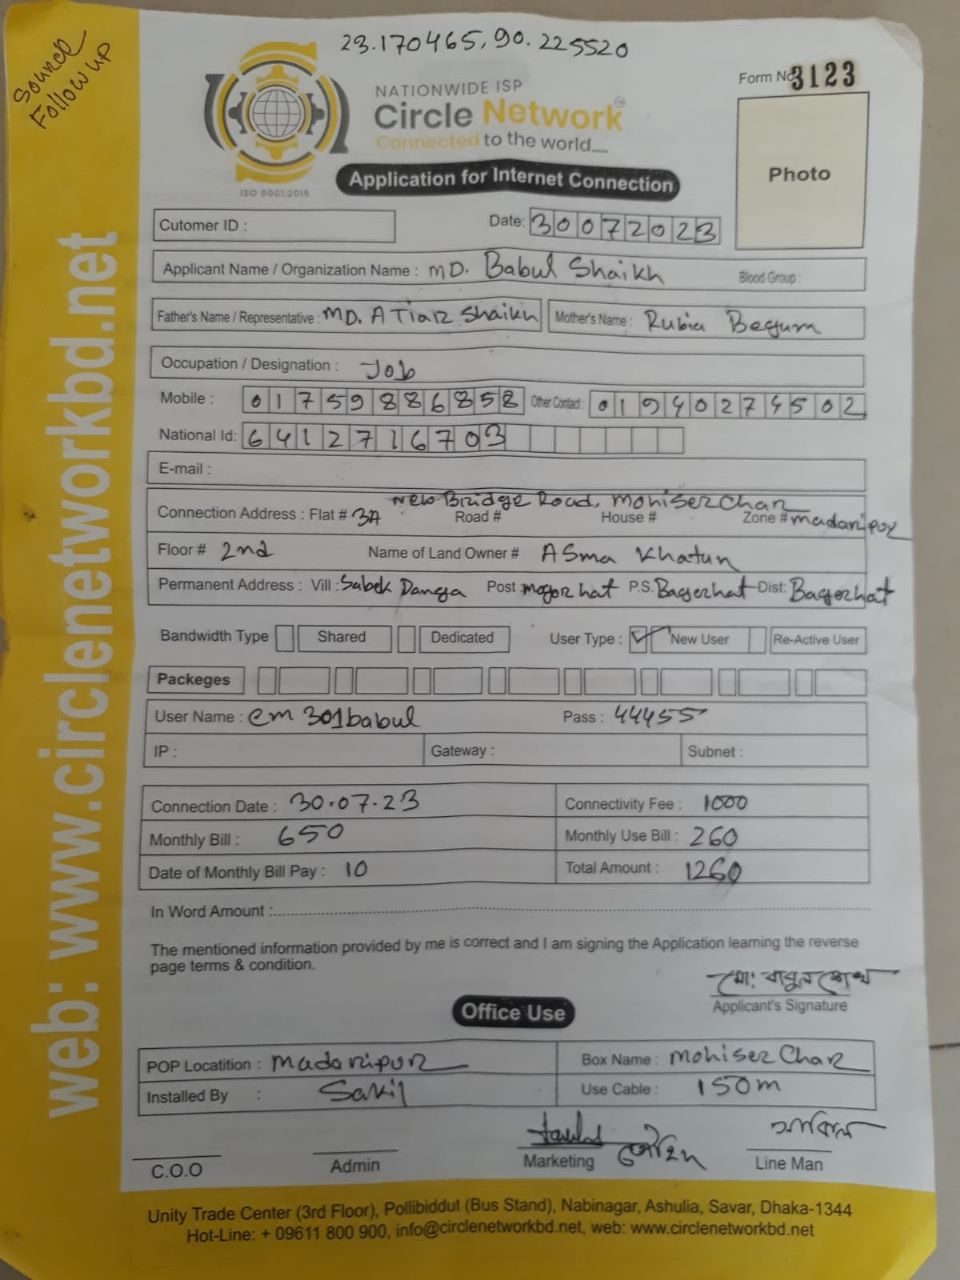 23.170465, 90.225520
Source
Follow up
NATIONWIDE ISP
Circle Network
Connected to the world.....
ISO 9001:2015
Form No 3123
Photo
Application for Internet Connection
Cutomer ID :
Date: 30072023
Applicant Name / Organization Name : MD. Babul Shaikh Blood Group :
Father's Name / Representative : MD. ATiar Shaikh Mother's Name : Rubia Begum
Occupation / Designation : Job
Mobile : 01759886858 Other Contact : 01940274502
National Id: 6412716703
E-mail :
New Bridge Road, Mohiser Char
Connection Address : Flat # 3A Road # House # Zone # madaripur
Floor # 2nd Name of Land Owner # ASma Khatun
Permanent Address : Vill : Sabek Danga Post magor hat P.S. Bagerhat Dist: Bagerhat
Bandwidth Type Shared Dedicated User Type : New User Re-Active User
Packeges
User Name : cm301babul Pass : 44455
IP : Gateway : Subnet :
Connection Date : 30.07.23 Connectivity Fee : 1000
Monthly Bill : 650 Monthly Use Bill : 260
Date of Monthly Bill Pay : 10 Total Amount : 1260
In Word Amount :
The mentioned information provided by me is correct and I am signing the Application learning the reverse
page terms & condition.
মো: বাবুল শেখ
Applicant's Signature
Office Use
POP Locatition : Madaripur Box Name : Mohiser Char
Installed By : Sakil Use Cable : 150m
C.O.O Admin Marketing Line Man
Unity Trade Center (3rd Floor), Pollibiddut (Bus Stand), Nabinagar, Ashulia, Savar, Dhaka-1344
Hot-Line: + 09611 800 900, info@circlenetworkbd.net, web: www.circlenetworkbd.net
web: www.circlenetworkbd.net